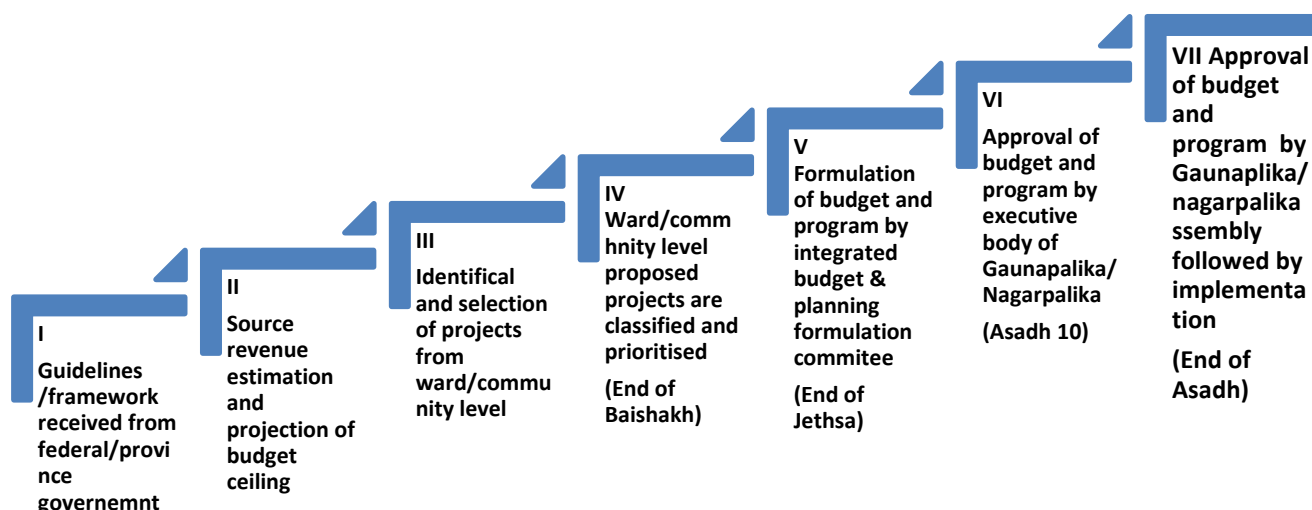 I
Guidelines
/framework
received from
federal/provi
nce
governemnt
II
Source
revenue
estimation
and
projection of
budget
ceiling
III
Identifical
and selection
of projects
from
ward/commu
nity level
IV
Ward/comm
hnity level
proposed
projects are
classified and
prioritised
(End of
Baishakh)
V
Formulation
of budget and
program by
integrated
budget &
planning
formulation
commitee
(End of
Jethsa)
VI
Approval of
budget and
program by
executive
body of
Gaunapalika/
Nagarpalika
(Asadh 10)
VII Approval
of budget
and
program by
Gaunaplika/
nagarpalika
ssembly
followed by
implementa
tion
(End of
Asadh)